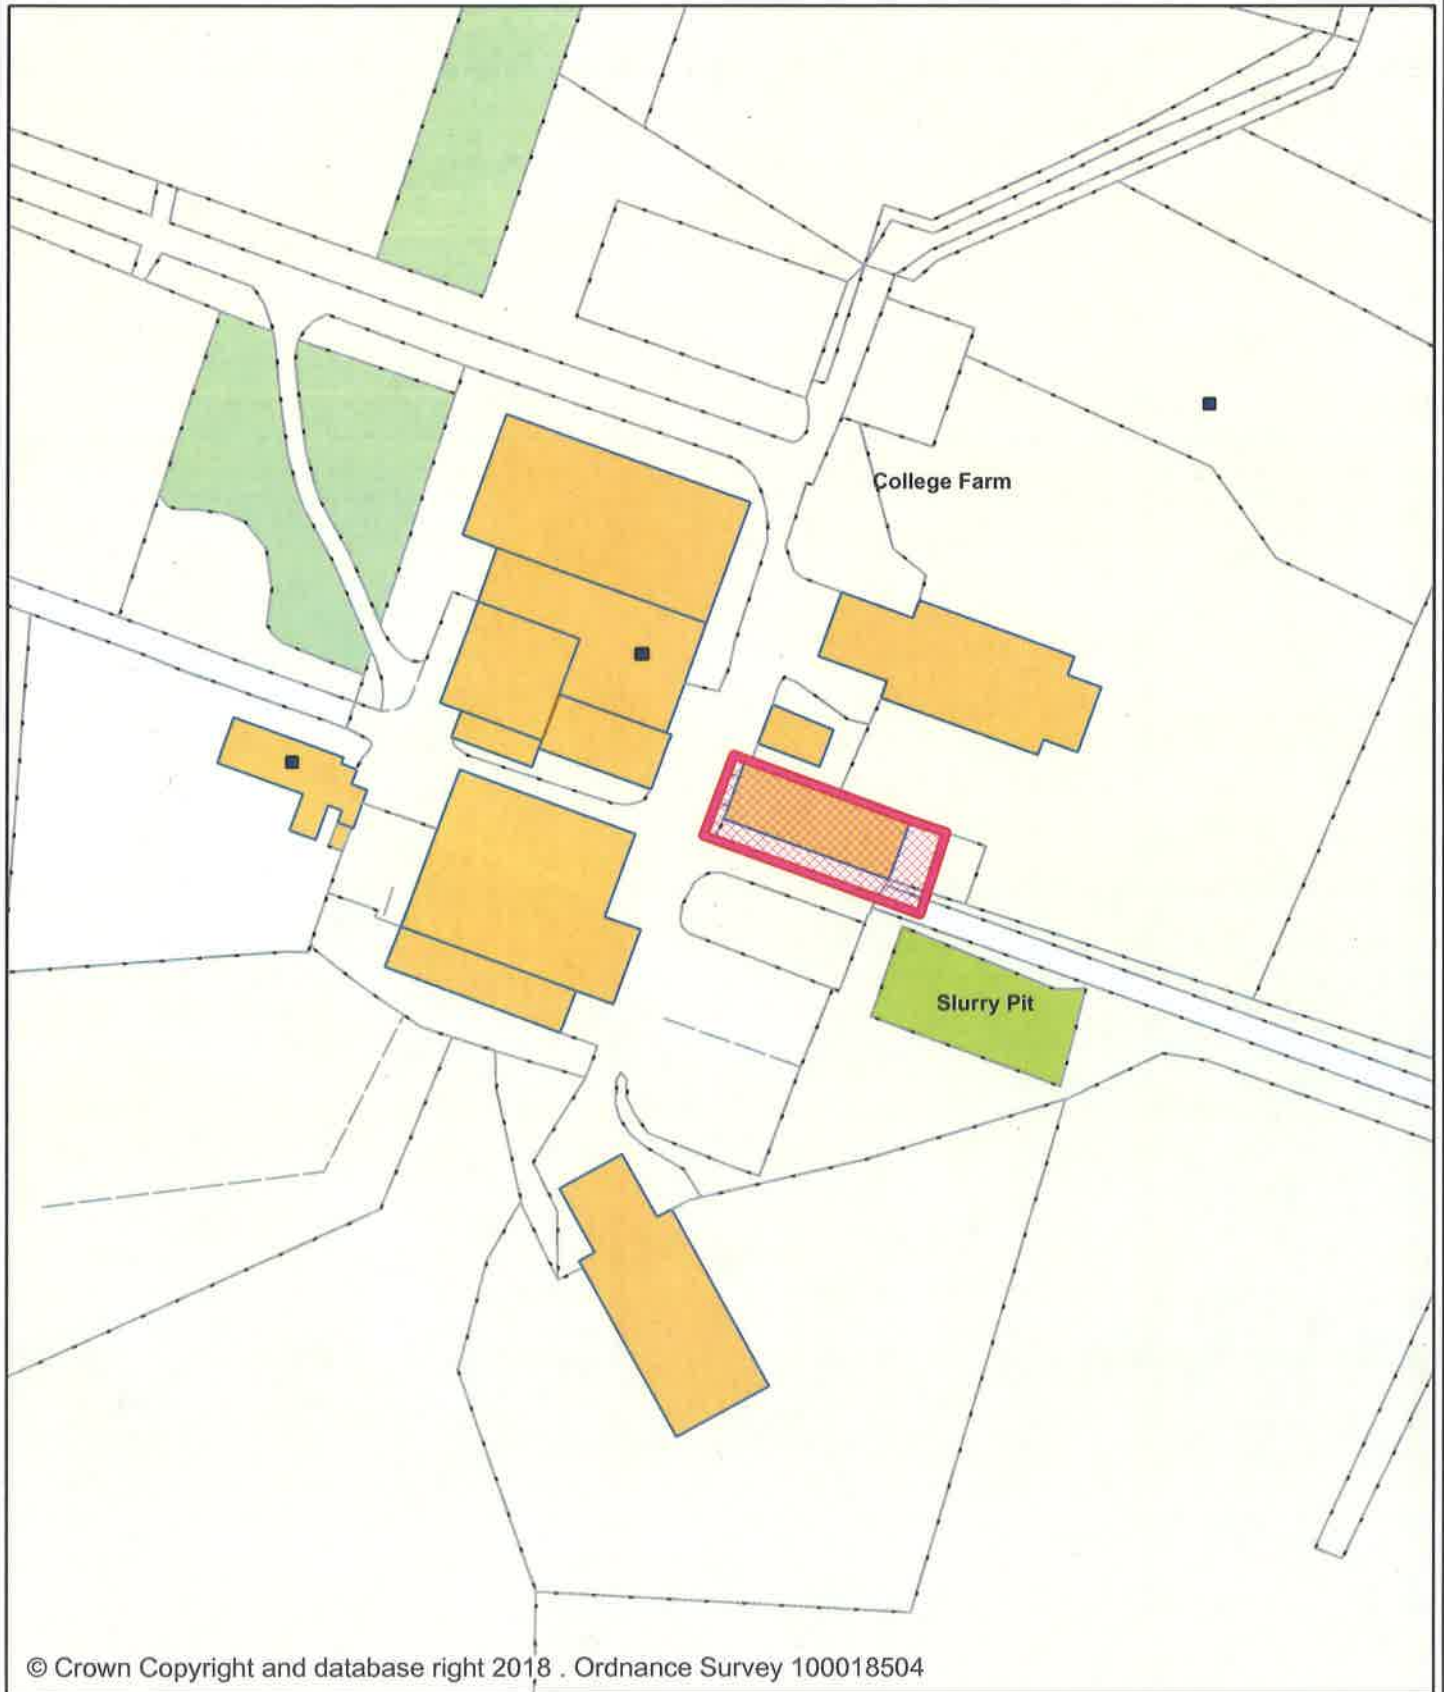 College Farm
Slurry Pit
© Crown Copyright and database right 2018 . Ordnance Survey 100018504